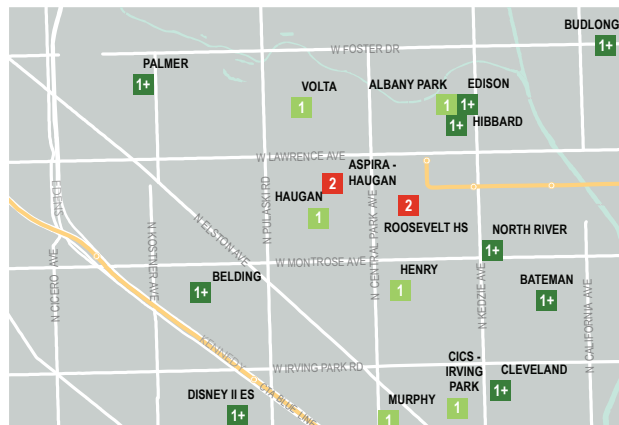 BUDLONG
1+
W FOSTER DR
PALMER
1+
VOLTA
1
ALBANY PARK
1
EDISON
1+
1+
HIBBARD
W LAWRENCE AVE
ASPIRA -
HAUGAN
2
HAUGAN
1
2
ROOSEVELT HS
EDENS
N CICERO AVE
N KOSTNER AVE
N ELSTON AVE
N PULASKI RD
N CENTRAL PARK AVE
N KEDZIE AVE
N CALIFORNIA AVE
NORTH RIVER
1+
W MONTROSE AVE
BELDING
1+
HENRY
1
BATEMAN
1+
KENNEDY
CTA BLUE LINE
W IRVING PARK RD
CICS -
IRVING
PARK
1
CLEVELAND
1+
DISNEY II ES
1+
MURPHY
1